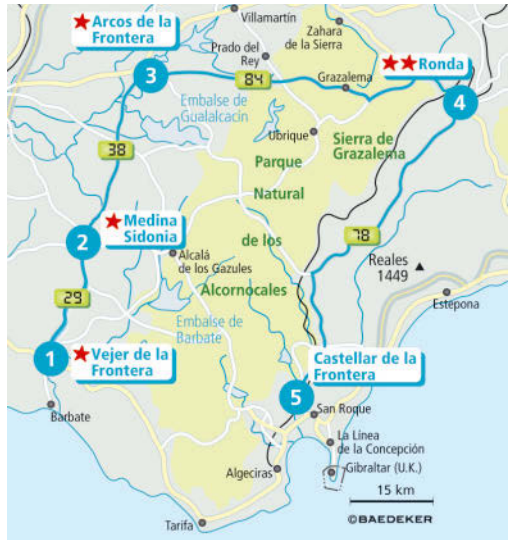 Arcos de la
Frontera
Villamartín
Zahara
de la Sierra
Prado del
Rey
Ronda
3
84
Grazalema
4
Embalse de
Gualalcacín
Ubrique
Sierra de
Grazalema
38
Parque
Natural
de los
Alcornocales
Medina
Sidonia
2
78
Alcalá
de los Gazules
Reales
1449
29
Estepona
Embalse de
Barbate
1
Vejer de la
Frontera
Castellar de la
Frontera
5
San Roque
Barbate
La Línea
de la Concepción
Algeciras
Gibraltar (U.K.)
15 km
Tarifa
©BAEDEKER